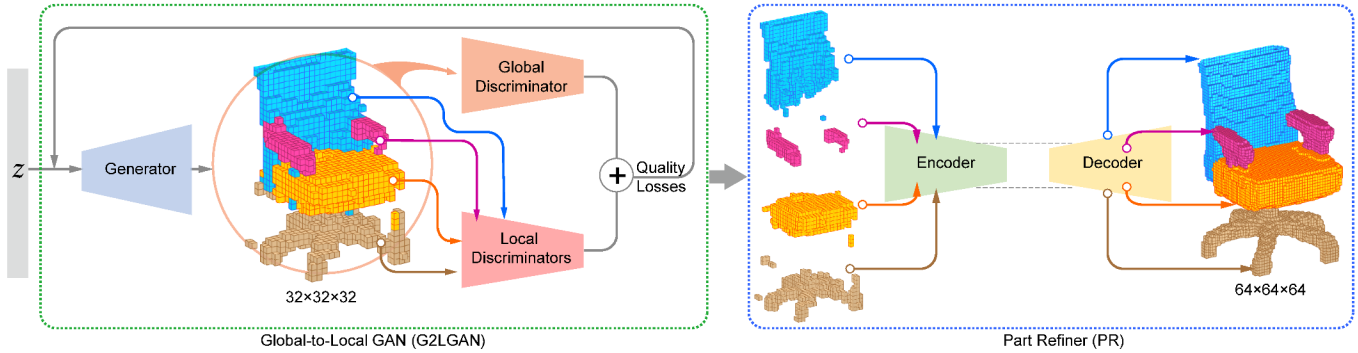 z
Generator
32×32×32
Global
Discriminator
Local
Discriminators
+
Quality
Losses
Global-to-Local GAN (G2LGAN)
Encoder
Decoder
64×64×64
Part Refiner (PR)